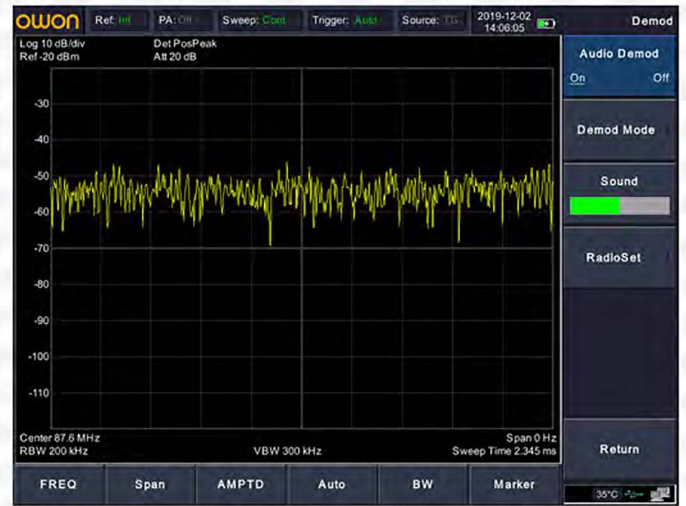 OWON Ref: Int PA: Off Sweep: Cont Trigger: Auto Source: TG 2019-12-02 Demod
14:06:05
Log 10 dB/div Det PosPeak
Ref -20 dBm Att 20 dB
Audio Demod
On Off
-30
-40
Demod Mode
-50
Sound
-60
-70
RadioSet
-80
-90
-100
-110
Center 87.6 MHz Span 0 Hz
RBW 200 kHz VBW 300 kHz Sweep Time 2.345 ms
Return
FREQ Span AMPTD Auto BW Marker
35°C